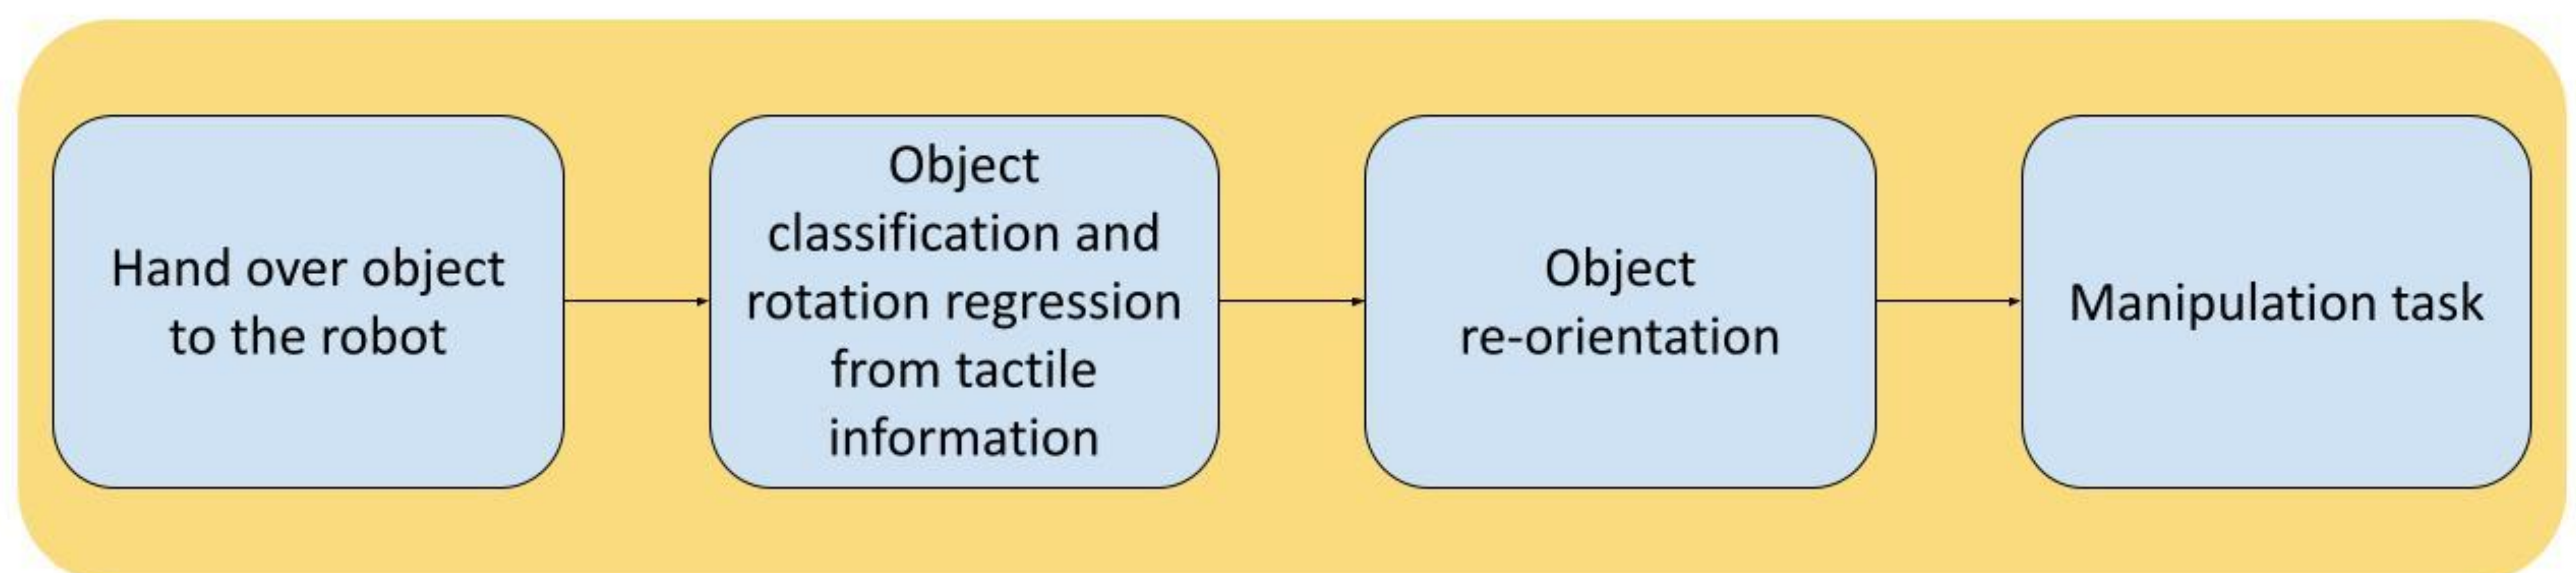 Hand over object
to the robot
Object
classification and
rotation regression
from tactile
information
Object
re-orientation
Manipulation task